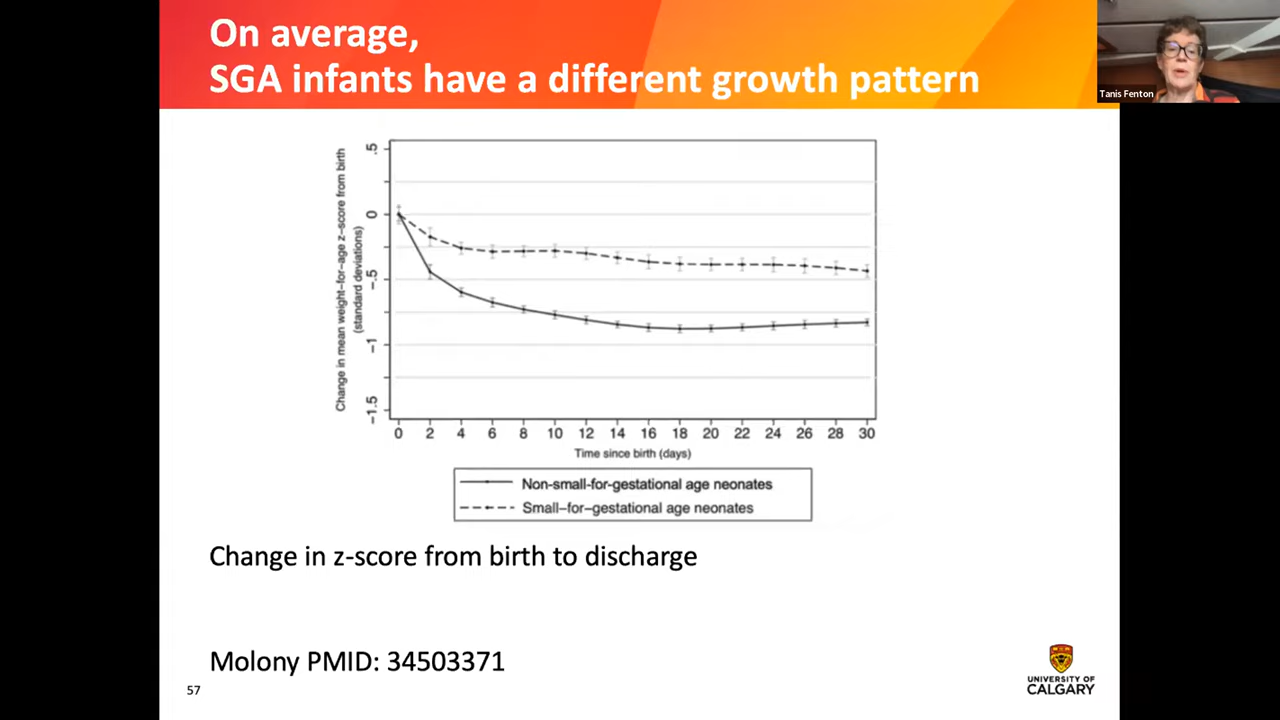 On average,
SGA infants have a different growth pattern
Tanis Fenton
Change in mean weight-for-age z-score from birth
(standard deviations)
.5
0
-.5
-1
-1.5
0 2 4 6 8 10 12 14 16 18 20 22 24 26 28 30
Time since birth (days)
Non-small-for-gestational age neonates
Small-for-gestational age neonates
Change in z-score from birth to discharge
Molony PMID: 34503371
57
UNIVERSITY OF
CALGARY